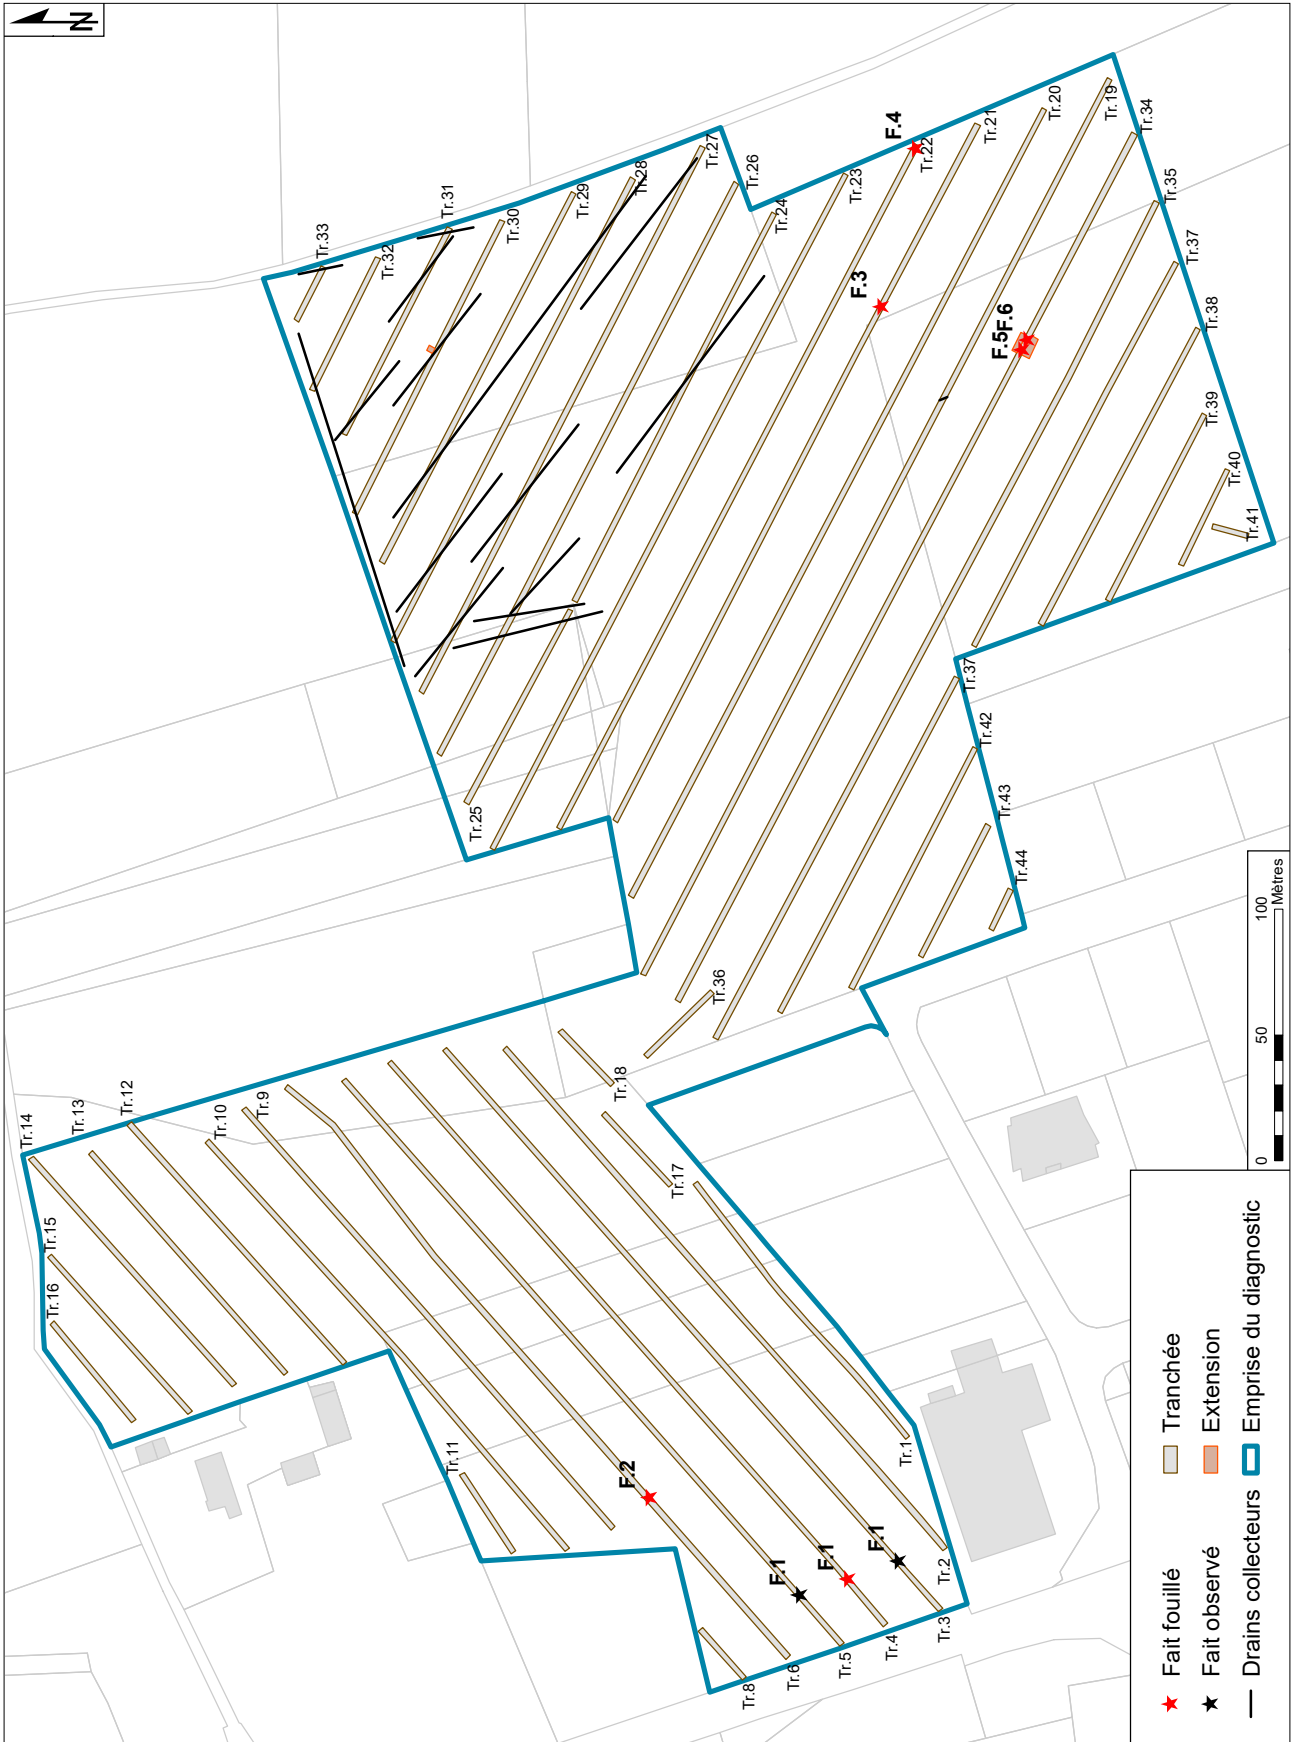 N
Tr.33
Tr.32
Tr.31
Tr.30
Tr.29
Tr.28
Tr.27
Tr.26
Tr.24
Tr.23
F.4
Tr.22
Tr.21
Tr.20
Tr.19
Tr.34
Tr.35
Tr.37
Tr.38
Tr.39
Tr.40
Tr.41
F.3
F.5
F.6
Tr.25
Tr.37
Tr.42
Tr.43
Tr.44
Tr.36
Tr.18
Tr.17
Tr.14
Tr.13
Tr.12
Tr.10
Tr.9
Tr.15
Tr.16
Tr.11
F.2
F.1
F.1
F.1
Tr.1
Tr.2
Tr.3
Tr.4
Tr.5
Tr.6
Tr.8
0 50 100
Mètres
Fait fouillé
Fait observé
Drains collecteurs
Tranchée
Extension
Emprise du diagnostic